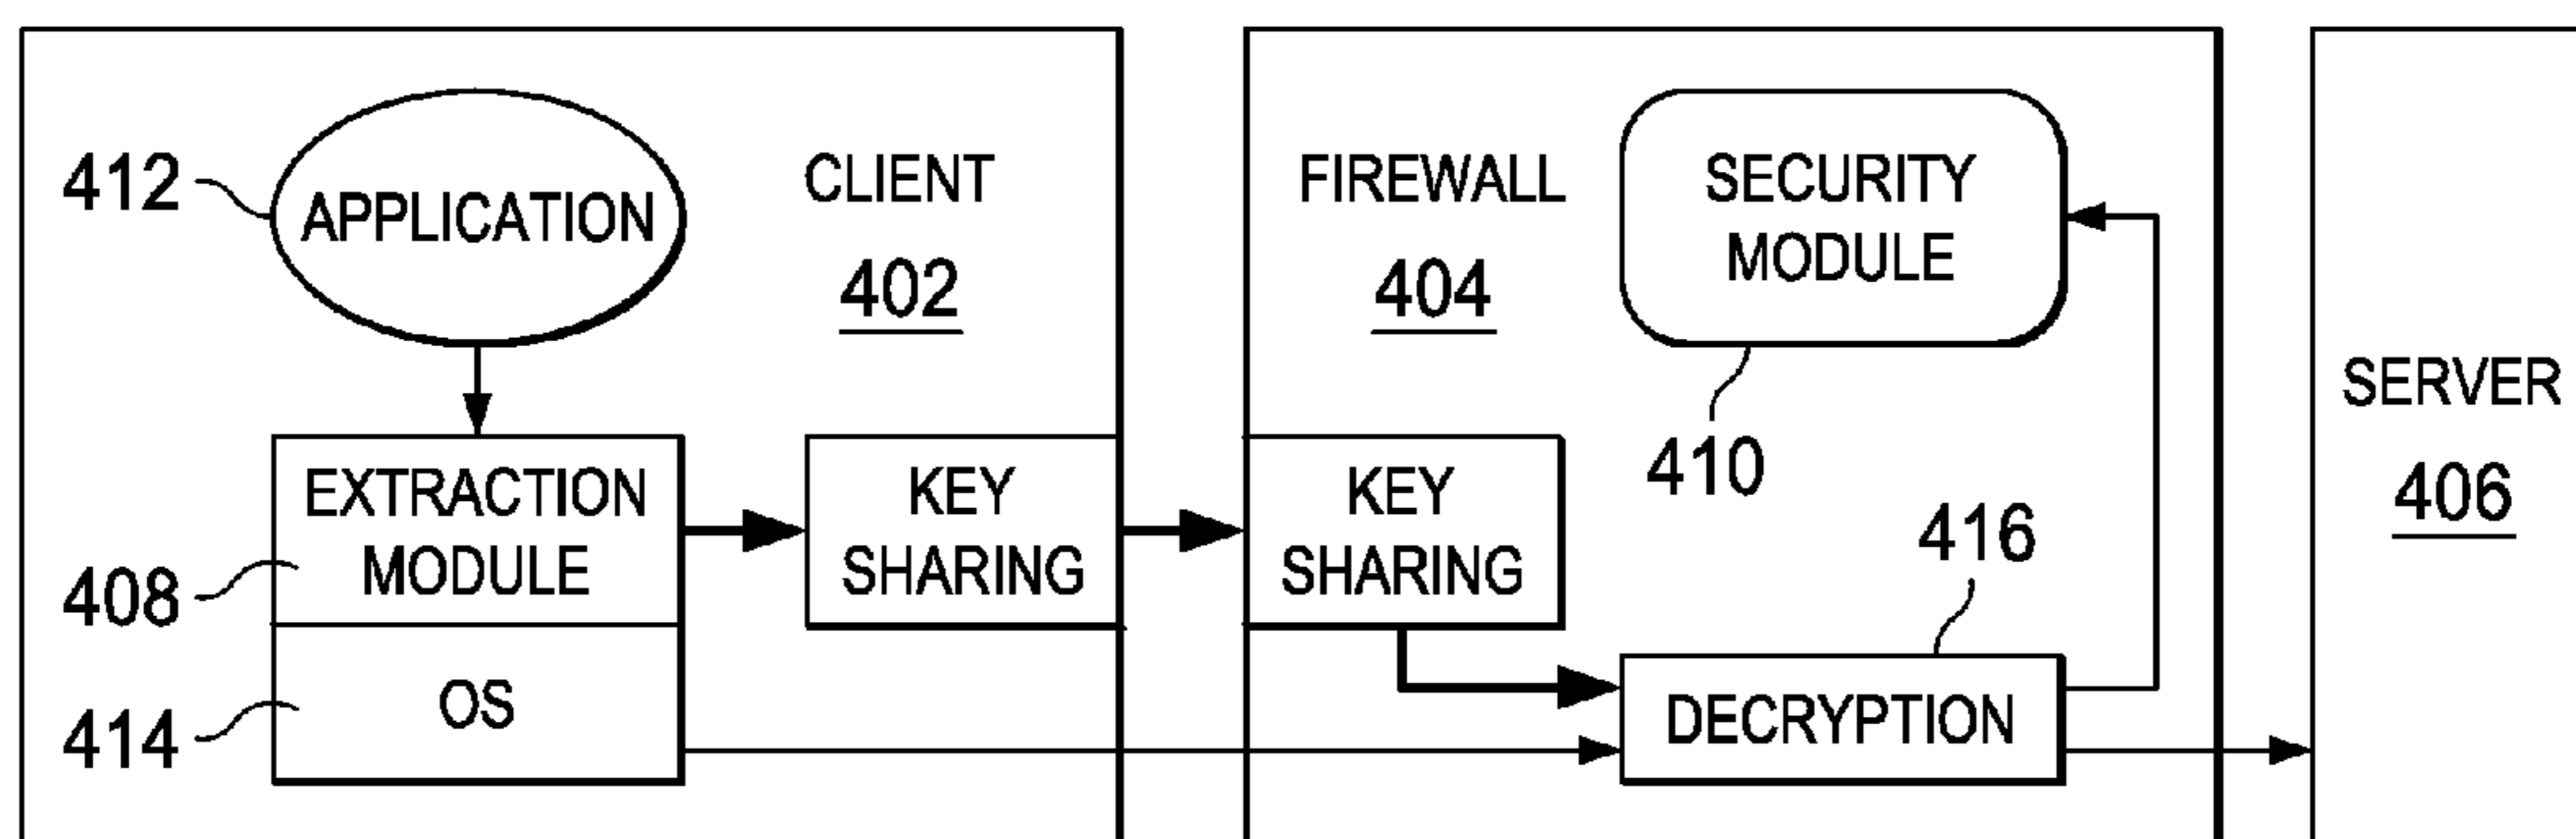 412
APPLICATION
CLIENT
402
EXTRACTION
MODULE
408
OS
414
KEY
SHARING
FIREWALL
404
SECURITY
MODULE
410
KEY
SHARING
416
DECRYPTION
SERVER
406